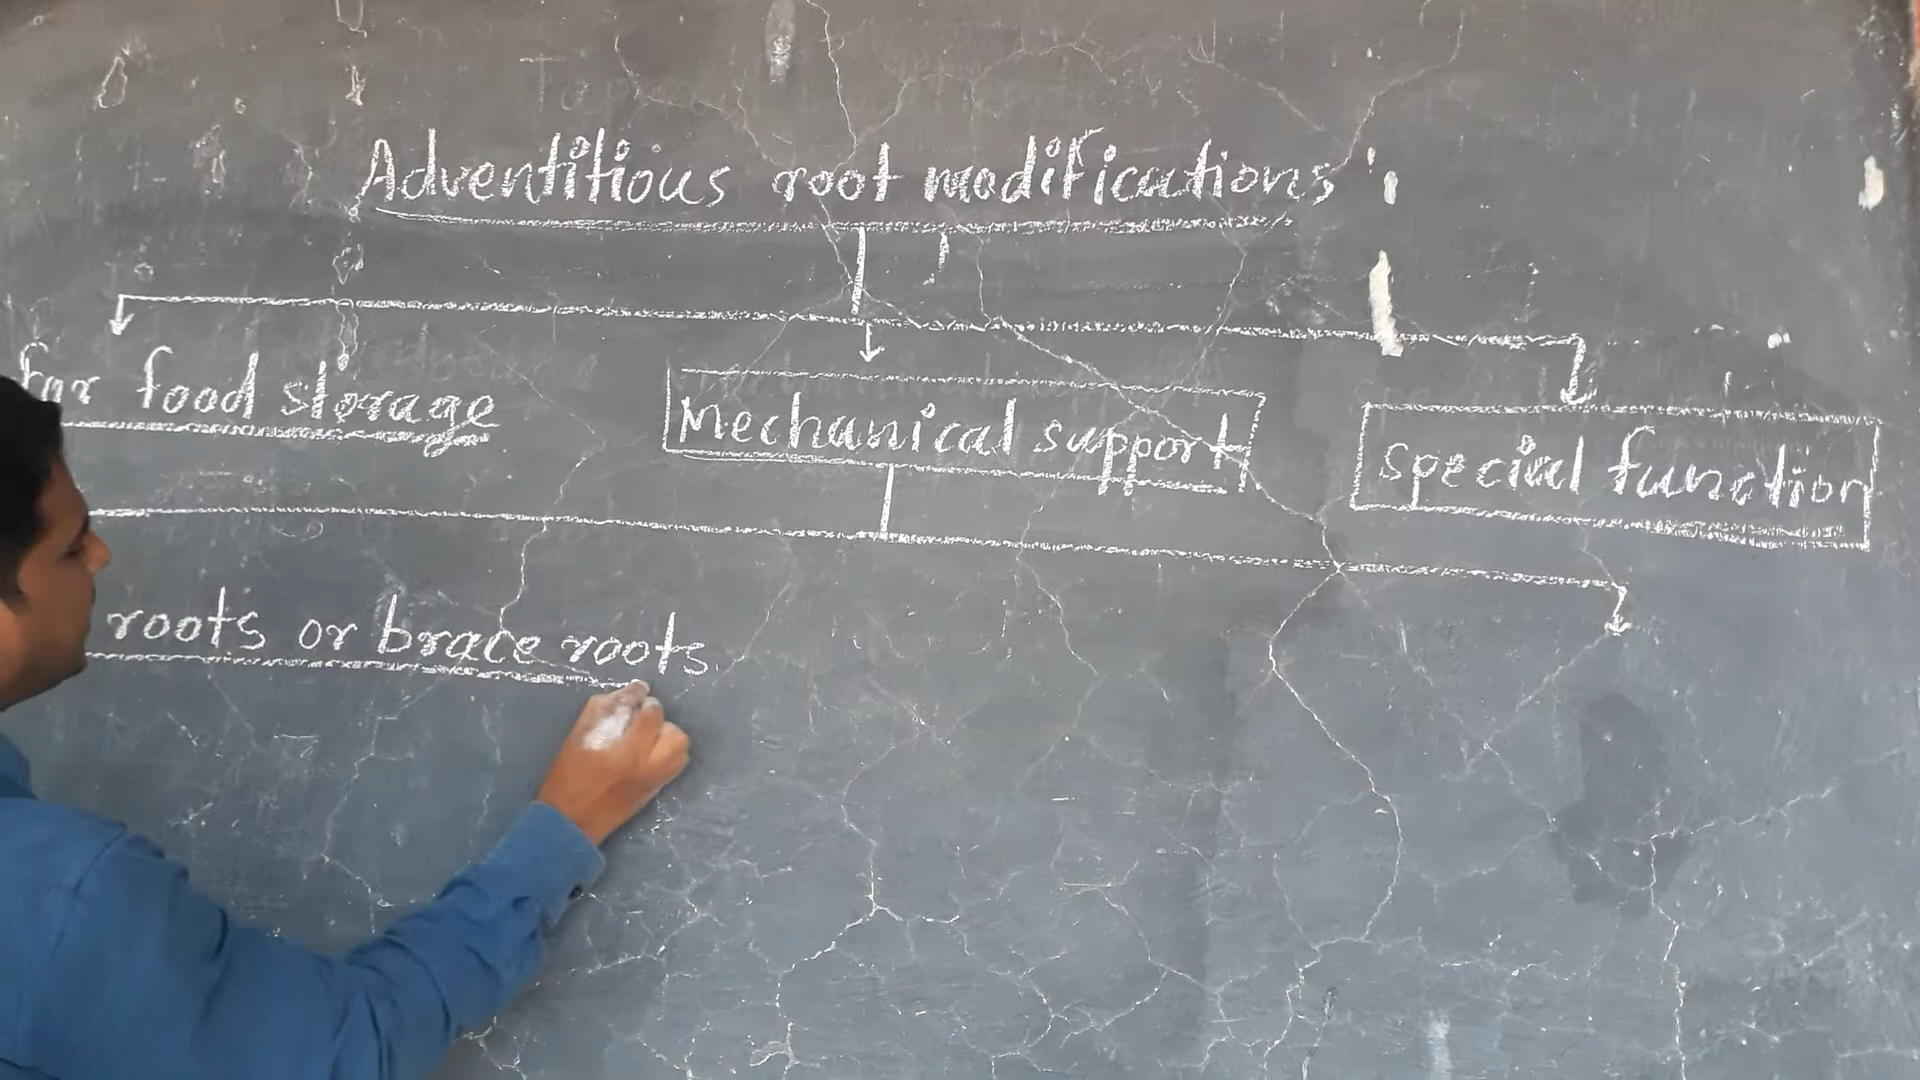 Adventitious root modifications :
for food storage
Mechanical support
special function
roots or brace roots